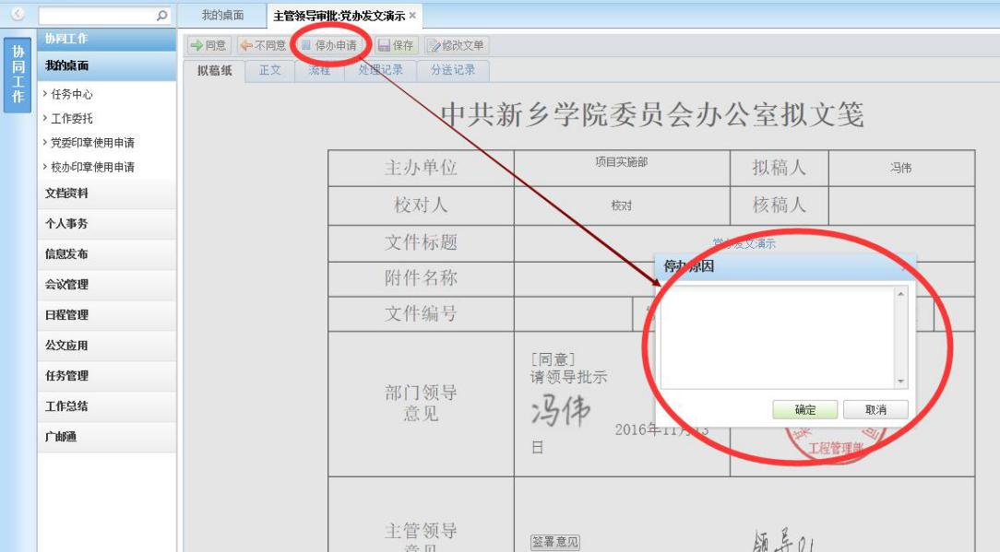 我的桌面
主管领导审批:党办发文演示 ×
协同工作
协同工作
我的桌面
任务中心
工作委托
党委印章使用申请
校办印章使用申请
文档资料
个人事务
信息发布
会议管理
日程管理
公文应用
任务管理
工作总结
广邮通
同意
不同意
停办申请
保存
修改文单
拟稿纸
正文
流程
处理记录
分送记录
中共新乡学院委员会办公室拟文笺
主办单位
项目实施部
拟稿人
冯伟
校对人
校对
核稿人
文件标题
党办发文演示
附件名称
文件编号
停办原因
确定
取消
部门领导
意见
[同意]
请领导批示
冯伟
2016年11月13
日
工程管理部
主管领导
意见
签署意见
领导01